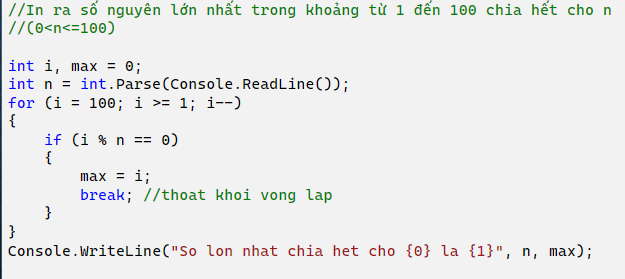 //In ra số nguyên lớn nhất trong khoảng từ 1 đến 100 chia hết cho n
//(0<n<=100)
int i, max = 0;
int n = int.Parse(Console.ReadLine());
for (i = 100; i >= 1; i--)
{
    if (i % n == 0)
    {
        max = i;
        break; //thoat khoi vong lap
    }
}
Console.WriteLine("So lon nhat chia het cho {0} la {1}", n, max);